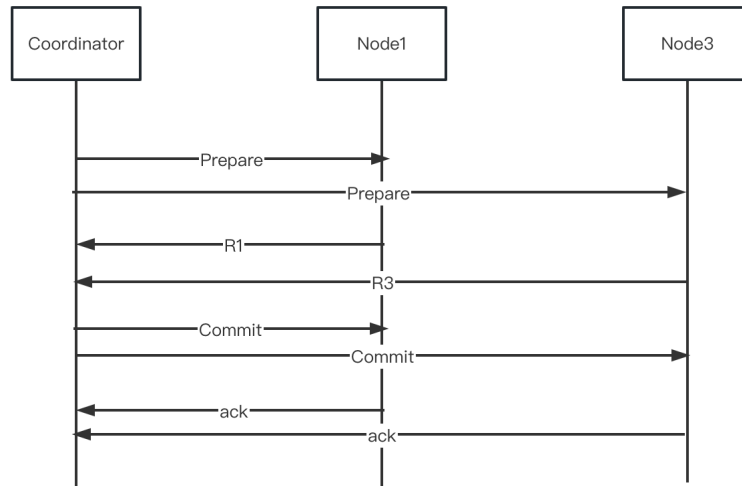 Coordinator
Node1
Node3
Prepare
Prepare
R1
R3
Commit
Commit
ack
ack